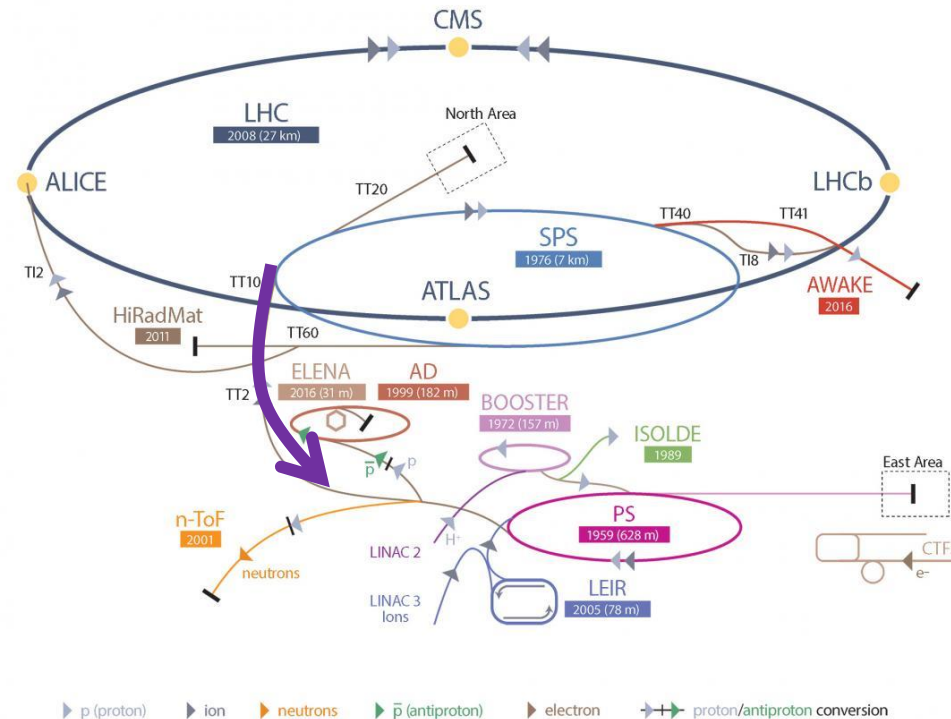 CMS
LHC
2008 (27 km)
North Area
ALICE
TT20
LHCb
TT40
TT41
SPS
1976 (7 km)
TI2
TT10
TI8
ATLAS
AWAKE
2016
HiRadMat
2011
TT60
ELENA
2016 (31 m)
AD
1999 (182 m)
TT2
BOOSTER
1972 (157 m)
ISOLDE
1989
p̅
p
East Area
n-ToF
2001
PS
1959 (628 m)
H⁺
LINAC 2
neutrons
CTF
e-
LEIR
2005 (78 m)
LINAC 3
Ions
p (proton)
ion
neutrons
p̅ (antiproton)
electron
proton/antiproton conversion